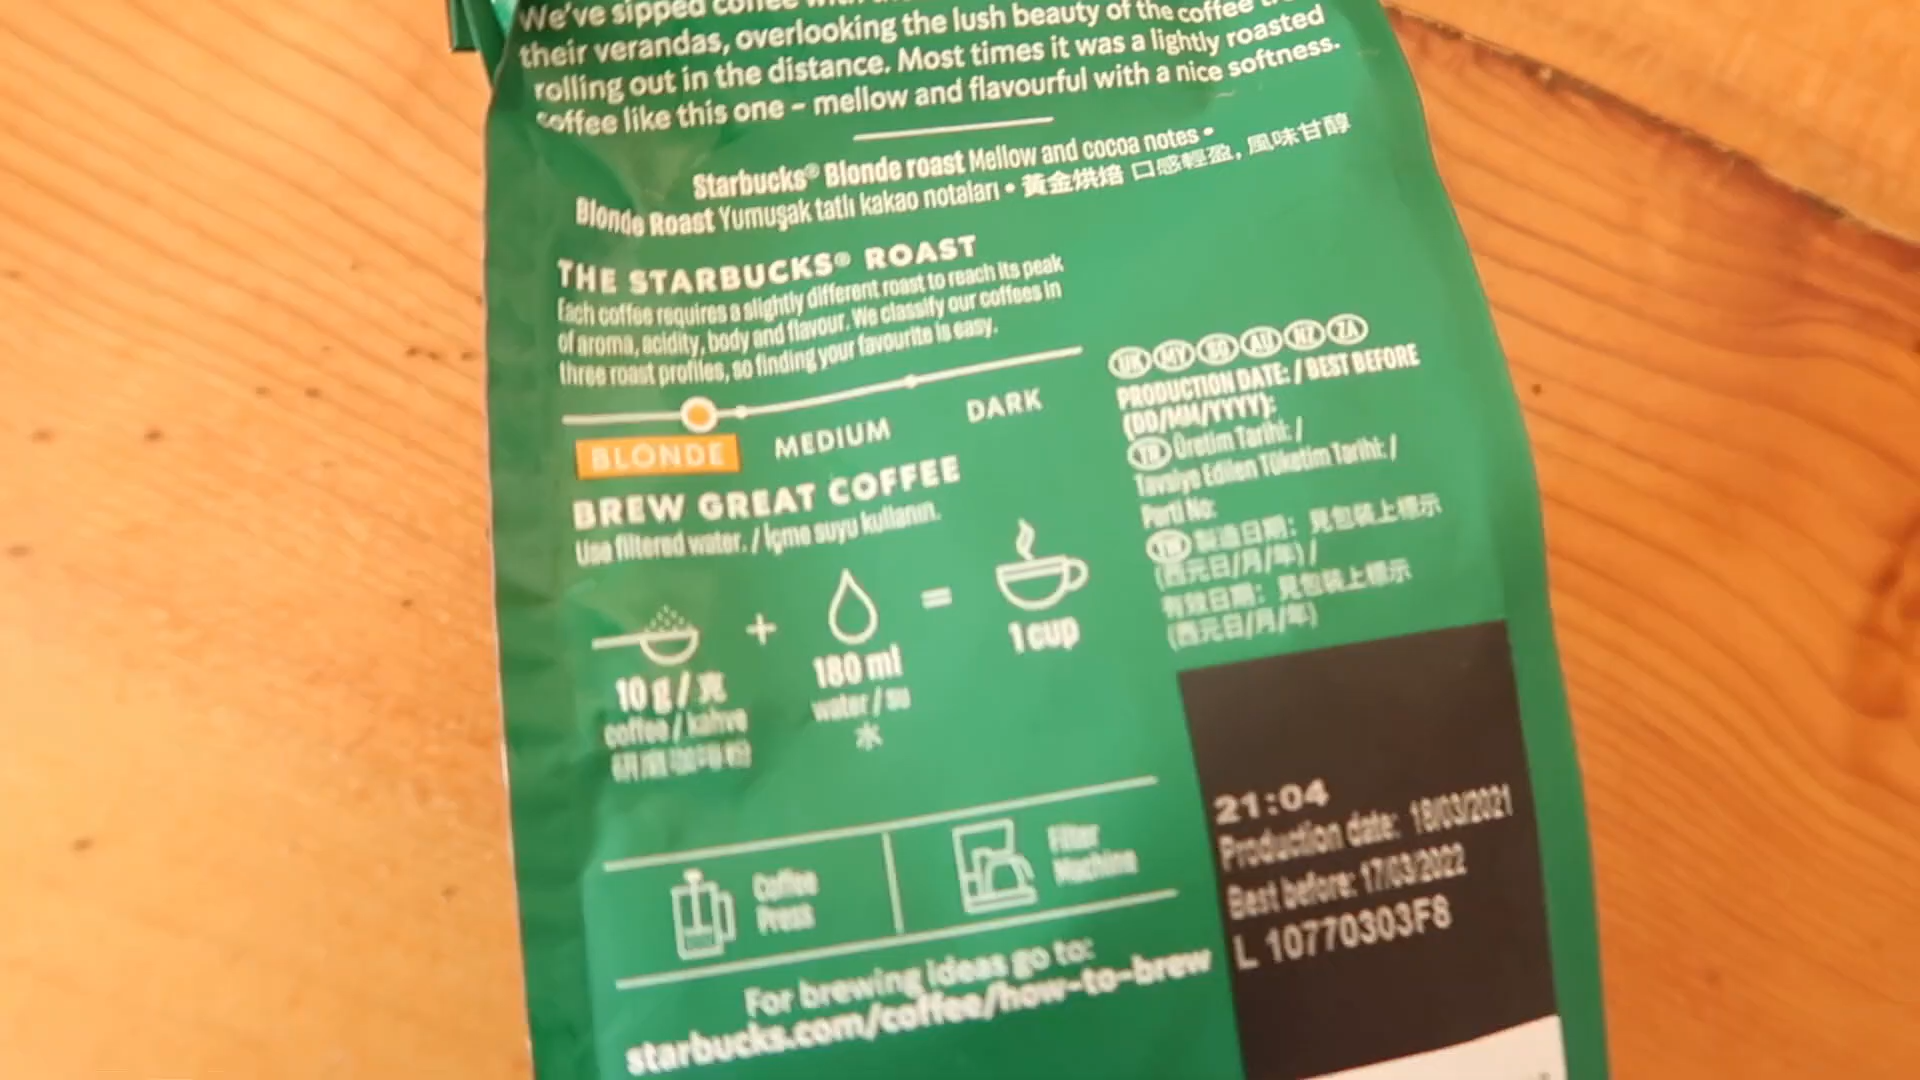 We've sipped coffee
their verandas, overlooking the lush beauty of the coffee
rolling out in the distance. Most times it was a lightly roasted
coffee like this one – mellow and flavourful with a nice softness.
Starbucks® Blonde roast Mellow and cocoa notes •
Blonde Roast Yumuşak tatlı kakao notaları • 黃金烘焙 口感輕盈, 風味甘醇
THE STARBUCKS® ROAST
Each coffee requires a slightly different roast to reach its peak
of aroma, acidity, body and flavour. We classify our coffees in
three roast profiles, so finding your favourite is easy.
BLONDE
MEDIUM
DARK
BREW GREAT COFFEE
Use filtered water. / İçme suyu kullanın.
10 g / 克
coffee / kahve
研磨咖啡粉
+
180 ml
water / su
水
=
1 cup
UK MY SG AU NZ ZA
PRODUCTION DATE: / BEST BEFORE
(DD/MM/YYYY):
TR Üretim Tarihi: /
Tavsiye Edilen Tüketim Tarihi: /
Parti No:
TW 製造日期：見包裝上標示
(西元日/月/年) /
有效日期：見包裝上標示
(西元日/月/年)
Coffee
Press
Filter
Machine
For brewing ideas go to:
starbucks.com/coffee/how-to-brew
21:04
Production date: 18/03/2021
Best before: 17/03/2022
L 10770303F8